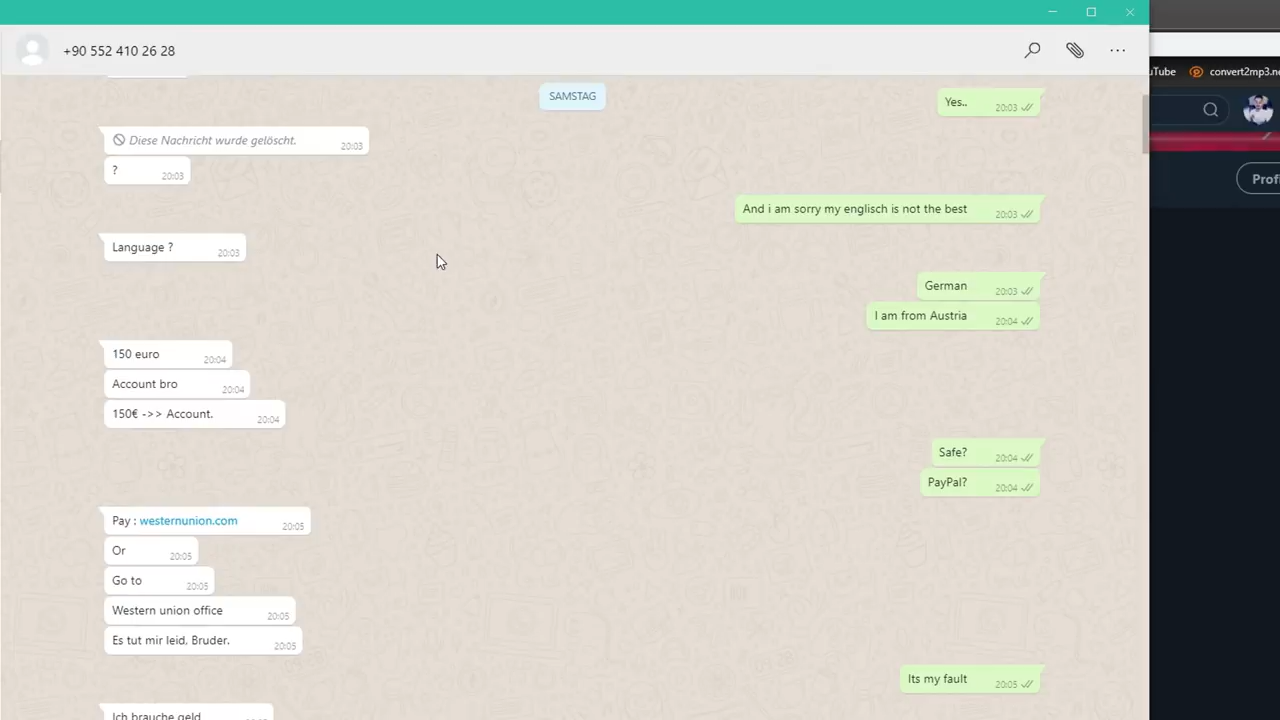 +90 552 410 26 28
uTube convert2mp3.ne
SAMSTAG
Yes.. 20:03
Diese Nachricht wurde gelöscht. 20:03
? 20:03
Profi
And i am sorry my englisch is not the best 20:03
Language ? 20:03
German 20:03
I am from Austria 20:04
150 euro 20:04
Account bro 20:04
150€ ->> Account. 20:04
Safe? 20:04
PayPal? 20:04
Pay : westernunion.com 20:05
Or 20:05
Go to 20:05
Western union office 20:05
Es tut mir leid, Bruder. 20:05
Its my fault 20:05
Ich brauche geld